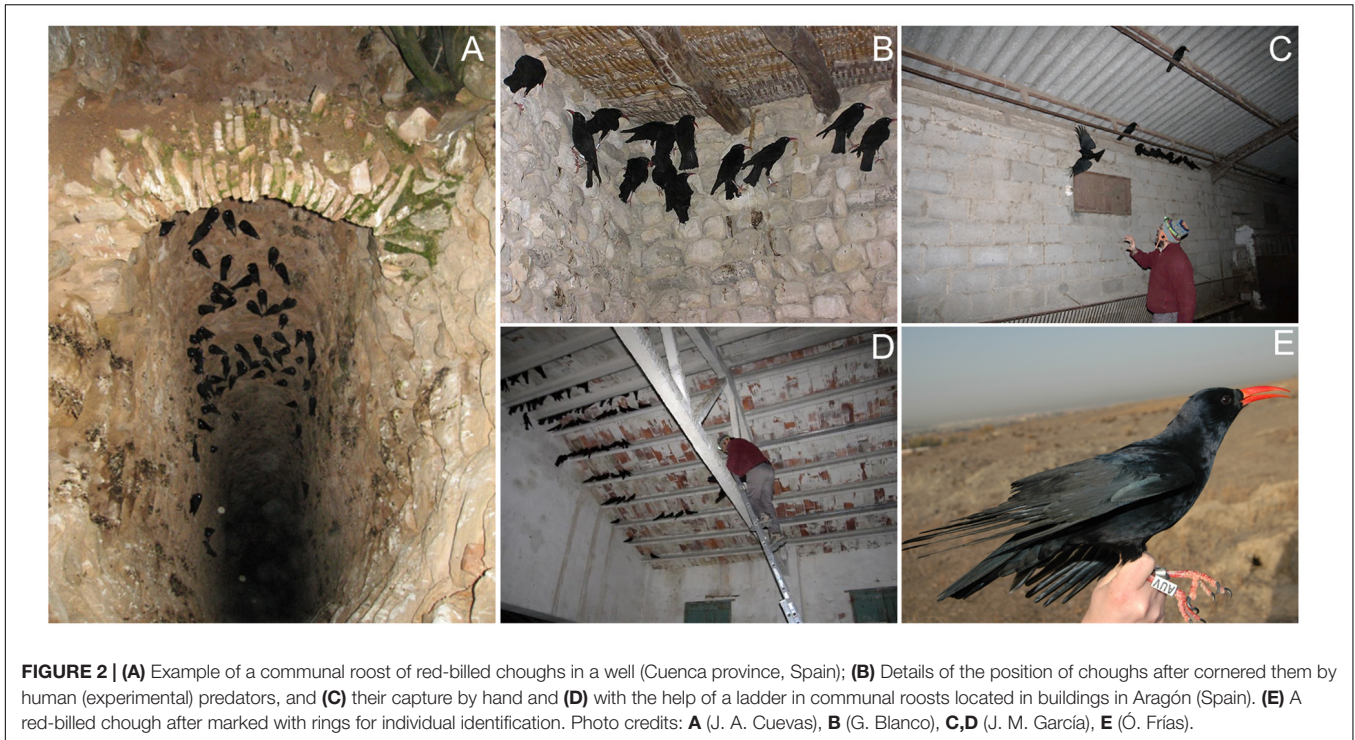 A
B
C
D
E
AUV
FIGURE 2 | (A) Example of a communal roost of red-billed choughs in a well (Cuenca province, Spain); (B) Details of the position of choughs after cornered them by
human (experimental) predators, and (C) their capture by hand and (D) with the help of a ladder in communal roosts located in buildings in Aragón (Spain). (E) A
red-billed chough after marked with rings for individual identification. Photo credits: A (J. A. Cuevas), B (G. Blanco), C,D (J. M. García), E (Ó. Frías).